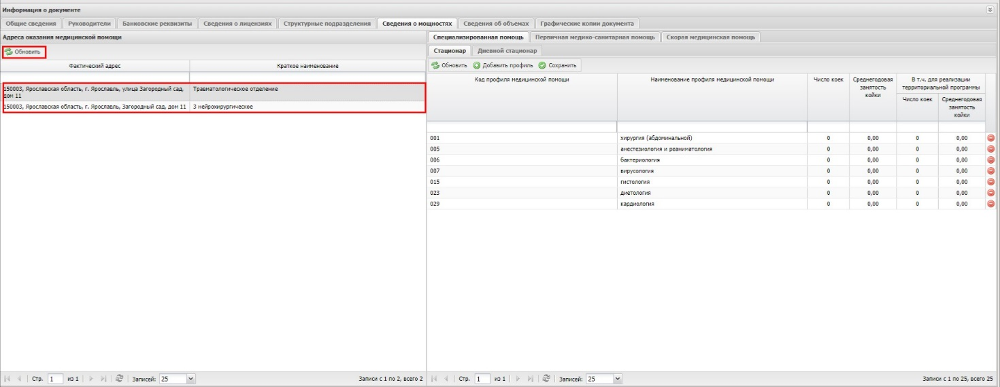 Информация о документе
Общие сведения Руководители Банковские реквизиты Сведения о лицензиях Структурные подразделения Сведения о мощностях Сведения об объемах Графические копии документа
Адреса оказания медицинской помощи
Обновить
Фактический адрес Краткое наименование
150003, Ярославская область, г. Ярославль, улица Загородный сад, Травматологическое отделение
дом 11
150003, Ярославская область, г. Ярославль, Загородный сад, дом 11 3 нейрохирургическое
Стр. 1 из 1 Записей: 25 Записи с 1 по 2, всего 2
Специализированная помощь Первичная медико-санитарная помощь Скорая медицинская помощь
Стационар Дневной стационар
Обновить Добавить профиль Сохранить
Код профиля медицинской помощи Наименование профиля медицинской помощи Число коек Среднегодовая занятость койки В т.ч. для реализации территориальной программы
Число коек Среднегодовая занятость койки
001 хирургия (абдоминальной) 0 0,00 0 0,00
005 анестезиология и реаниматология 0 0,00 0 0,00
006 бактериология 0 0,00 0 0,00
007 вирусология 0 0,00 0 0,00
015 гистология 0 0,00 0 0,00
023 диетология 0 0,00 0 0,00
029 кардиология 0 0,00 0 0,00
Стр. 1 из 1 Записей: 25 Записи с 1 по 25, всего 25